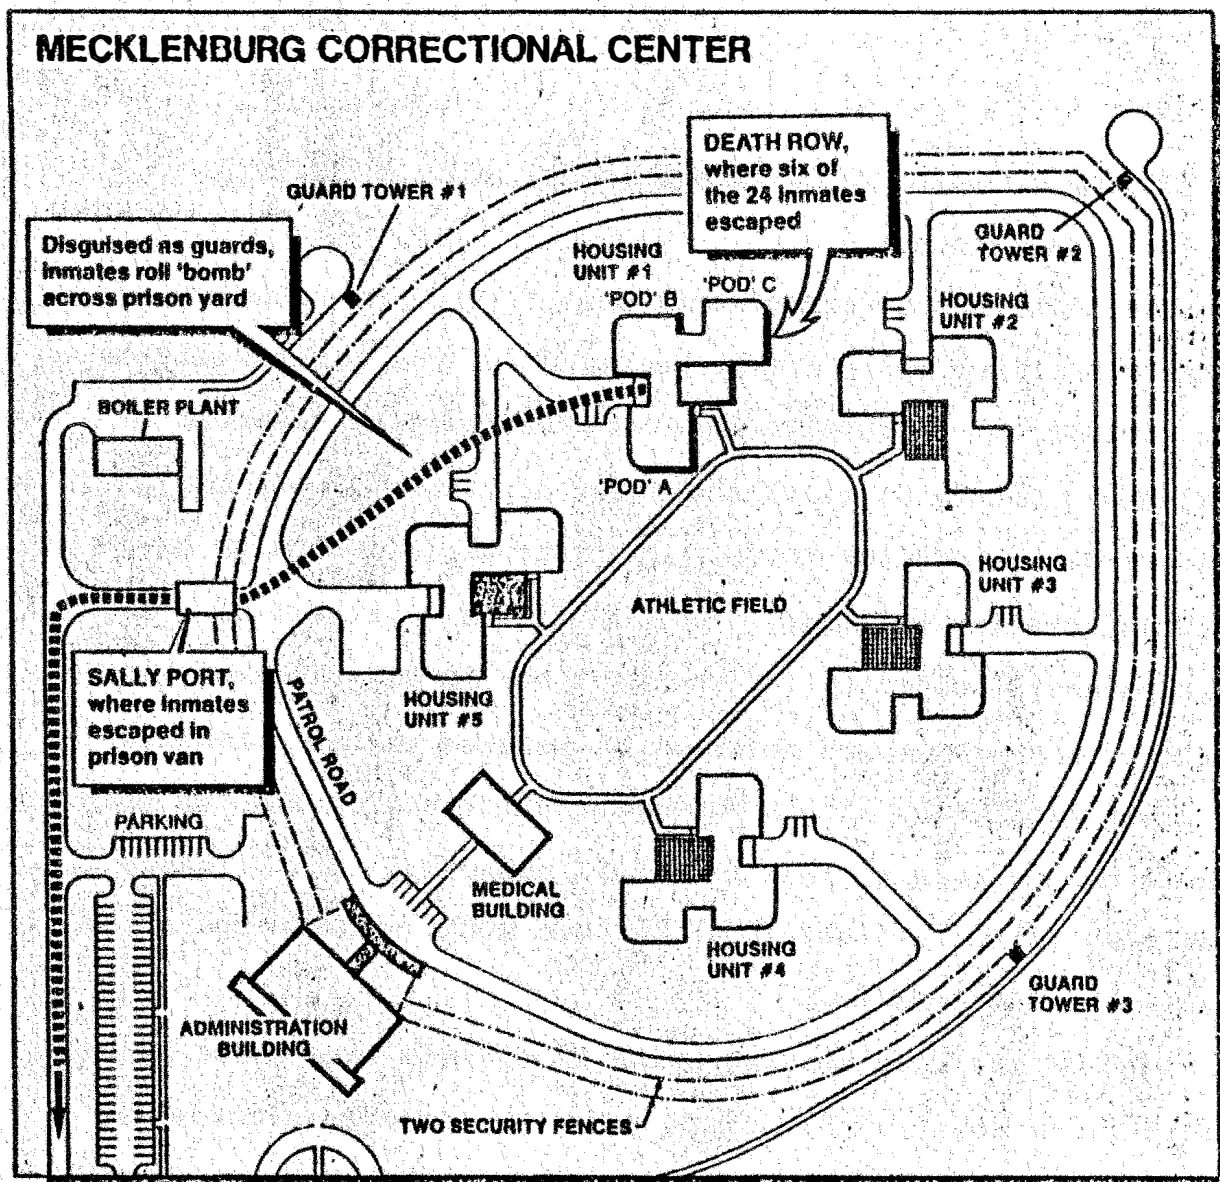 MECKLENBURG CORRECTIONAL CENTER
DEATH ROW,
where six of
the 24 inmates
escaped
GUARD TOWER #1
Disguised as guards,
inmates roll 'bomb'
across prison yard
HOUSING
UNIT #1
'POD' B
'POD' C
GUARD
TOWER #2
HOUSING
UNIT #2
BOILER PLANT
'POD' A
HOUSING
UNIT #3
ATHLETIC FIELD
SALLY PORT,
where inmates
escaped in
prison van
PATROL ROAD
HOUSING
UNIT #5
PARKING
MEDICAL
BUILDING
HOUSING
UNIT #4
GUARD
TOWER #3
ADMINISTRATION
BUILDING
TWO SECURITY FENCES